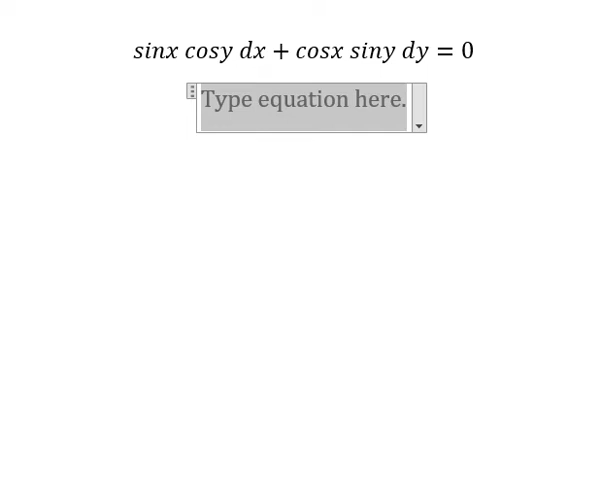 sinx cosy dx + cosx siny dy = 0
Type equation here.